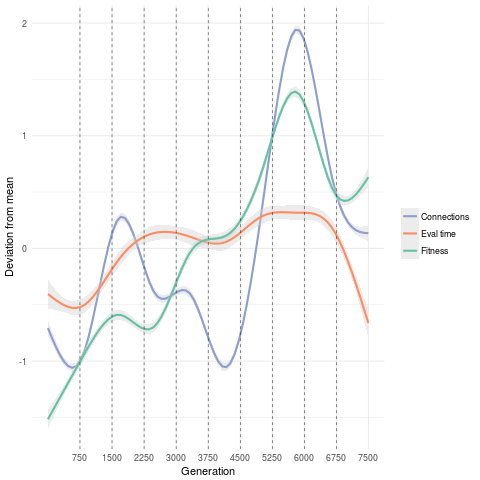 Deviation from mean
2
1
0
-1
750 1500 2250 3000 3750 4500 5250 6000 6750 7500
Generation
Connections
Eval time
Fitness